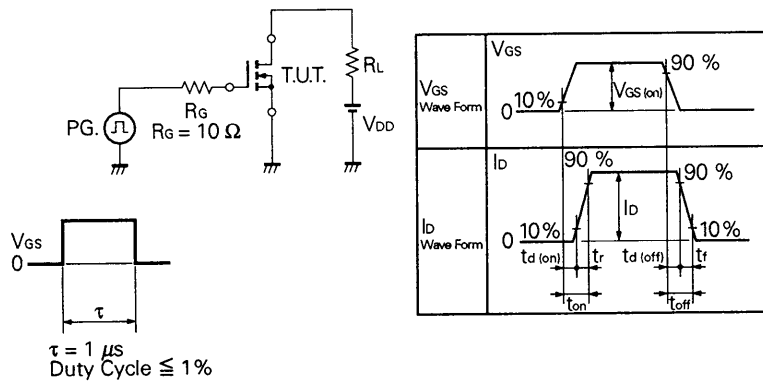 PG.
RG
RG = 10 Ω
T.U.T.
RL
VDD
VGS
0
τ
τ = 1 μs
Duty Cycle ≦ 1%
VGS
Wave Form
VGS
10%
0
VGS (on)
90 %
ID
Wave Form
ID
90 %
90 %
10%
0
ID
10%
td (on)
tr
td (off)
tf
ton
toff